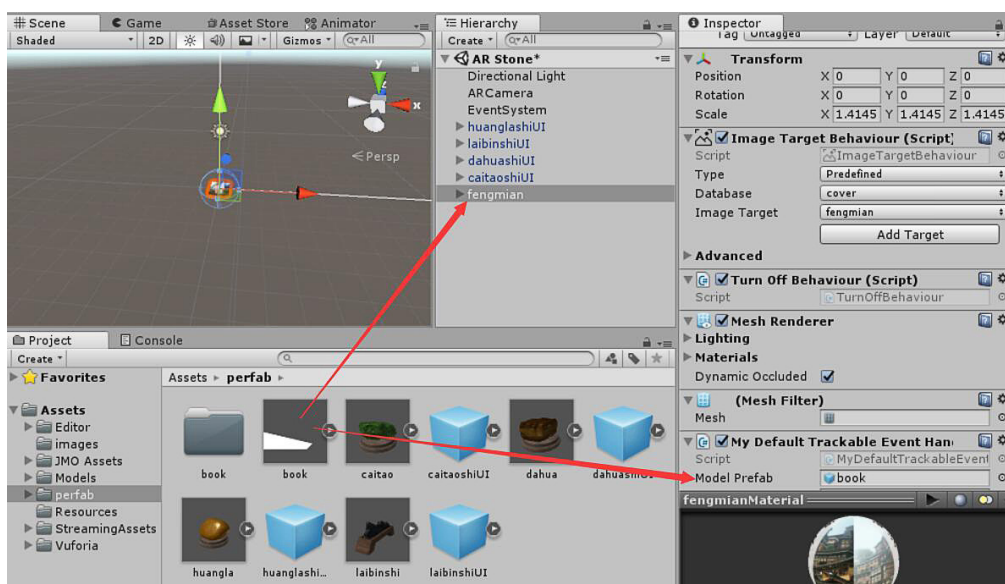 Scene Game Asset Store Animator
Shaded 2D Gizmos All
y
x
Persp
Hierarchy
Create All
AR Stone*
Directional Light
ARCamera
EventSystem
huanglashiUI
laibinshiUI
dahuashiUI
caitaoshiUI
fengmian
Inspector
Tag Untagged Layer Default
Transform
Position X 0 Y 0 Z 0
Rotation X 0 Y 0 Z 0
Scale X 1.4145 Y 1.4145 Z 1.4145
Image Target Behaviour (Script)
Script ImageTargetBehaviour
Type Predefined
Database cover
Image Target fengmian
Add Target
Advanced
Turn Off Behaviour (Script)
Script TurnOffBehaviour
Mesh Renderer
Lighting
Materials
Dynamic Occluded
(Mesh Filter)
Mesh
My Default Trackable Event Han
Script MyDefaultTrackableEvent
Model Prefab book
fengmianMaterial
Project Console
Create
Favorites
Assets
Editor
images
JMO Assets
Models
perfab
Resources
StreamingAssets
Vuforia
Assets perfab
book book caitao caitaoshiUI dahua dahuashiUI
huangla huanglashi... laibinshi laibinshiUI